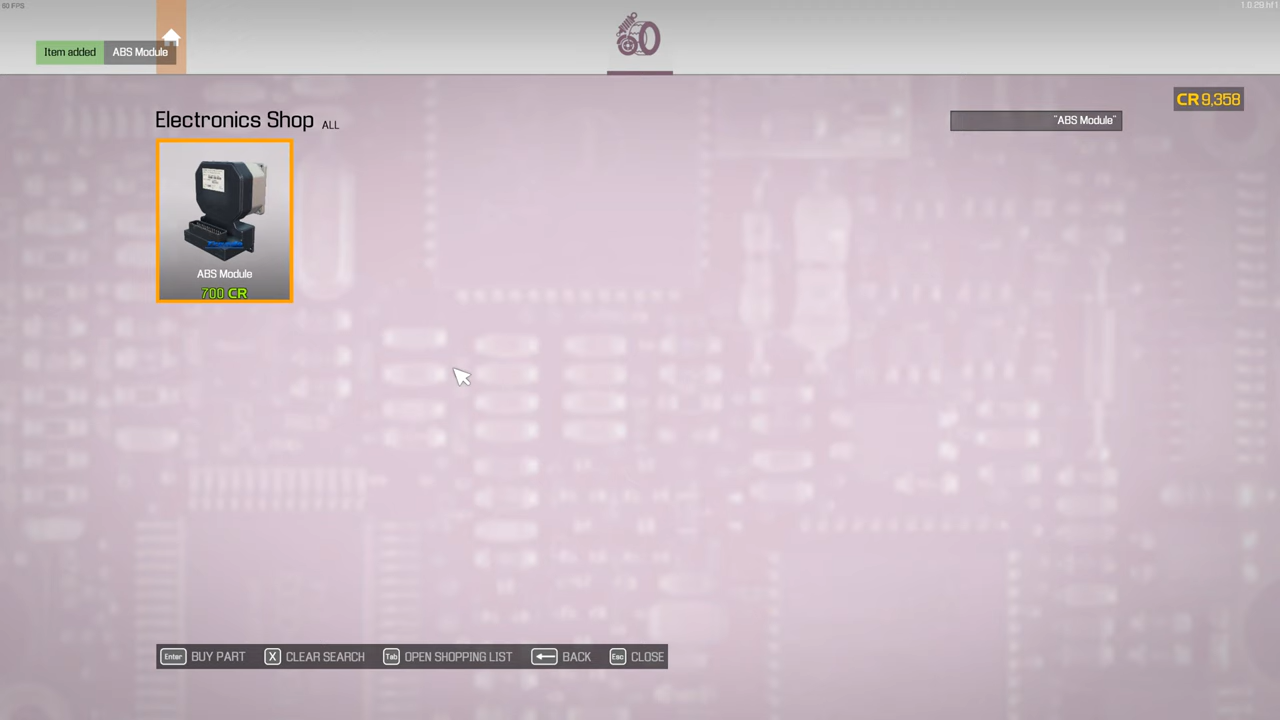 60 FPS
1.0.29.hf1
Item added ABS Module
CR 9,358
Electronics Shop ALL
"ABS Module"
ABS Module
700 CR
Enter BUY PART X CLEAR SEARCH Tab OPEN SHOPPING LIST BACK Esc CLOSE